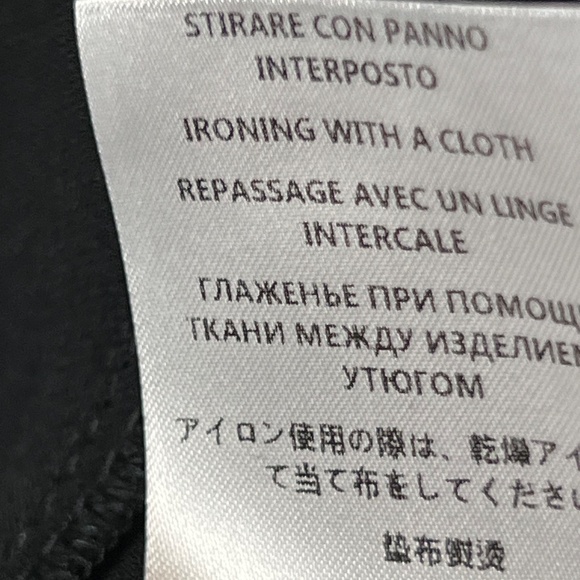 STIRARE CON PANNO
INTERPOSTO
IRONING WITH A CLOTH
REPASSAGE AVEC UN LINGE
INTERCALE
ГЛАЖЕНЬЕ ПРИ ПОМОЩ
ТКАНИ МЕЖДУ ИЗДЕЛИЕ
УТЮГОМ
アイロン使用の際は、乾燥アイ
て当て布をしてくださ
垫布熨烫